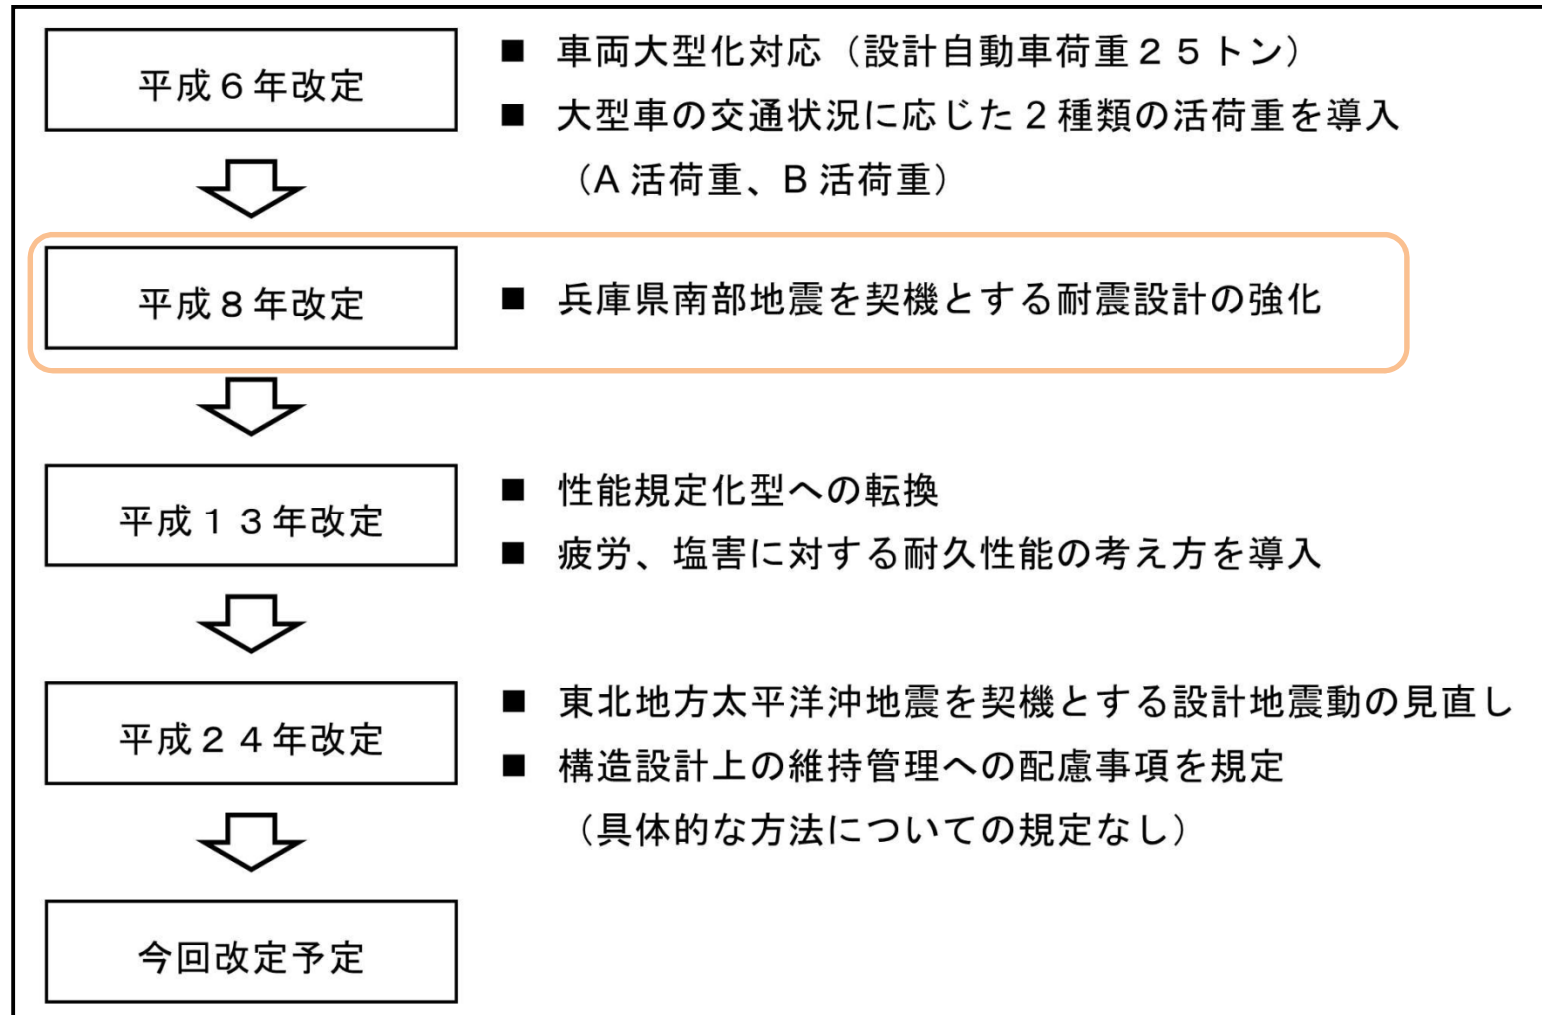 平成６年改定
■ 車両大型化対応（設計自動車荷重２５トン）
■ 大型車の交通状況に応じた２種類の活荷重を導入
（A 活荷重、B 活荷重）
平成８年改定
■ 兵庫県南部地震を契機とする耐震設計の強化
平成１３年改定
■ 性能規定化型への転換
■ 疲労、塩害に対する耐久性能の考え方を導入
平成２４年改定
■ 東北地方太平洋沖地震を契機とする設計地震動の見直し
■ 構造設計上の維持管理への配慮事項を規定
（具体的な方法についての規定なし）
今回改定予定